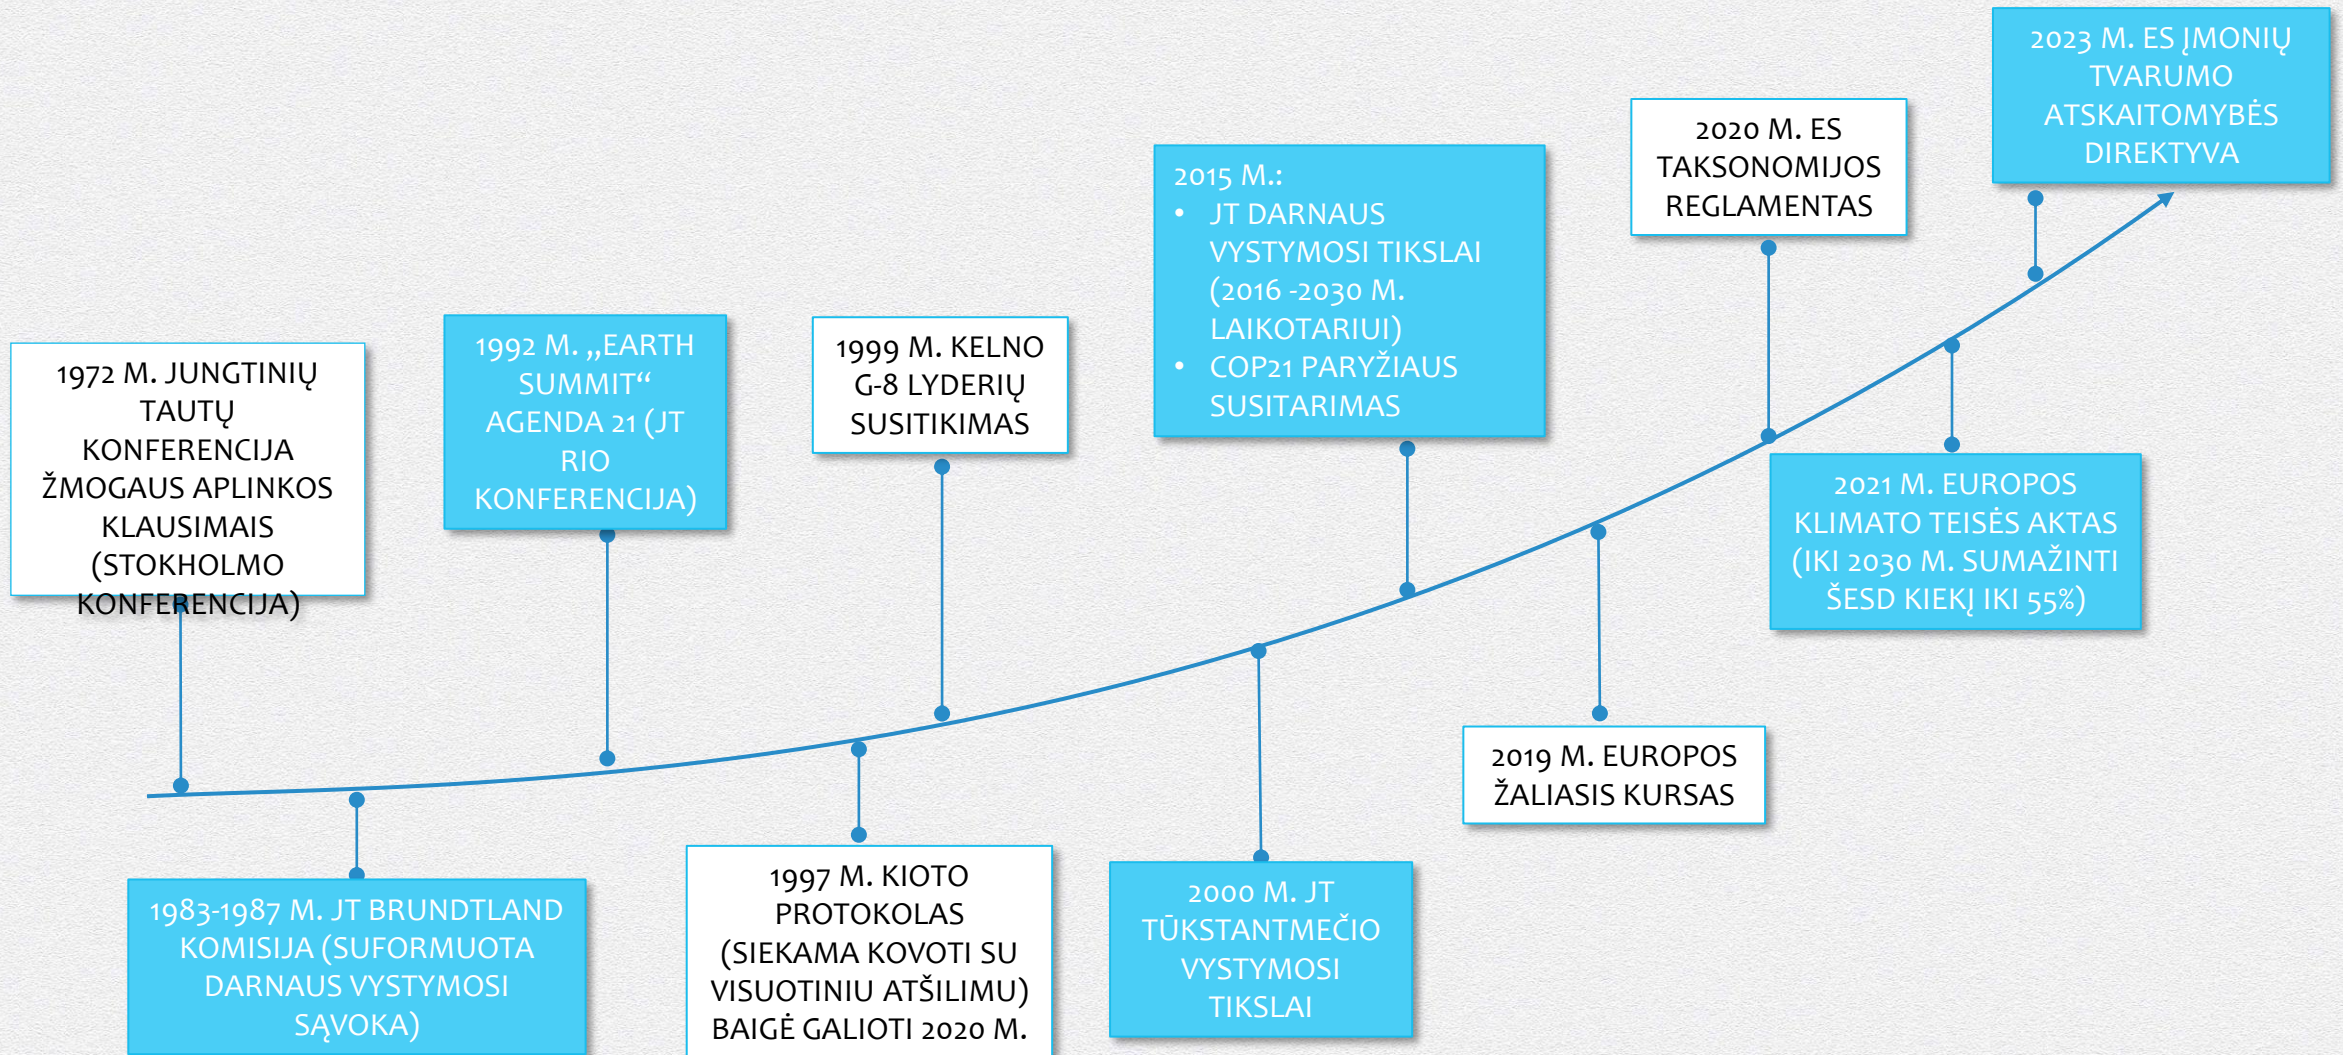 1972 M. JUNGTINIŲ
TAUTŲ
KONFERENCIJA
ŽMOGAUS APLINKOS
KLAUSIMAIS
(STOKHOLMO
KONFERENCIJA)
1983-1987 M. JT BRUNDTLAND
KOMISIJA (SUFORMUOTA
DARNAUS VYSTYMOSI
SĄVOKA)
1992 M. „EARTH
SUMMIT“
AGENDA 21 (JT
RIO
KONFERENCIJA)
1997 M. KIOTO
PROTOKOLAS
(SIEKAMA KOVOTI SU
VISUOTINIU ATŠILIMU)
BAIGĖ GALIOTI 2020 M.
1999 M. KELNO
G-8 LYDERIŲ
SUSITIKIMAS
2000 M. JT
TŪKSTANTMEČIO
VYSTYMOSI
TIKSLAI
2015 M.:
• JT DARNAUS
VYSTYMOSI TIKSLAI
(2016 -2030 M.
LAIKOTARIUI)
• COP21 PARYŽIAUS
SUSITARIMAS
2019 M. EUROPOS
ŽALIASIS KURSAS
2020 M. ES
TAKSONOMIJOS
REGLAMENTAS
2021 M. EUROPOS
KLIMATO TEISĖS AKTAS
(IKI 2030 M. SUMAŽINTI
ŠESD KIEKĮ IKI 55%)
2023 M. ES ĮMONIŲ
TVARUMO
ATSKAITOMYBĖS
DIREKTYVA